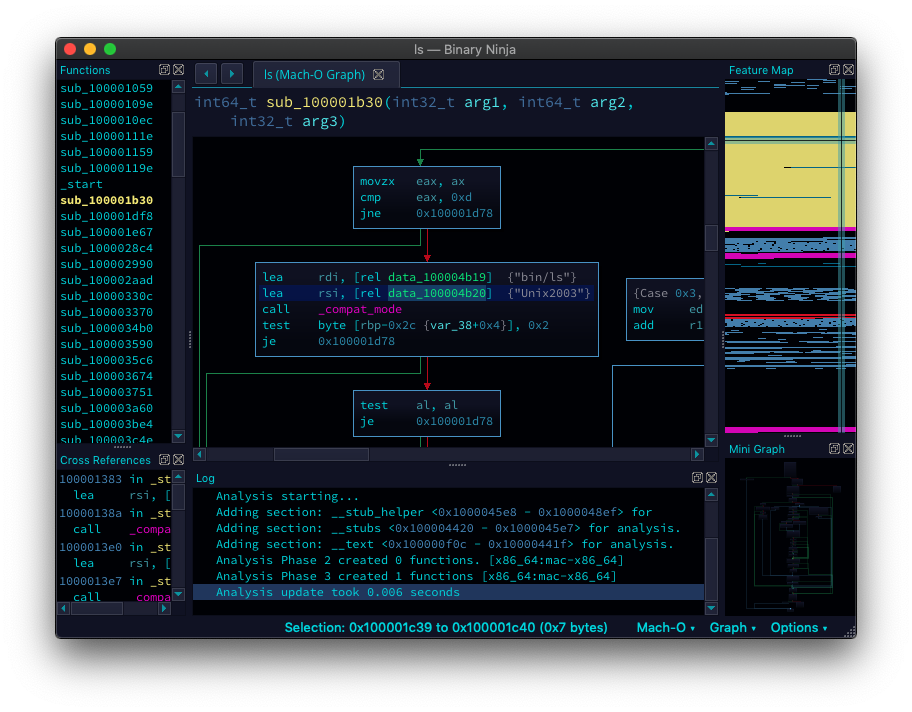 ls — Binary Ninja
Functions
sub_100001059
sub_10000109e
sub_1000010ec
sub_10000111e
sub_100001159
sub_10000119e
_start
sub_100001b30
sub_100001df8
sub_100001e67
sub_1000028c4
sub_100002990
sub_100002aad
sub_10000330c
sub_100003370
sub_1000034b0
sub_100003590
sub_1000035c6
sub_100003674
sub_100003751
sub_100003a60
sub_100003be4
sub_100003c4e
Cross References
100001383 in _st
lea rsi, [
10000138a in _st
call _compa
1000013e0 in _st
lea rsi, [
1000013e7 in _st
call _compa
ls (Mach-O Graph)
int64_t sub_100001b30(int32_t arg1, int64_t arg2,
int32_t arg3)
movzx eax, ax
cmp eax, 0xd
jne 0x100001d78
lea rdi, [rel data_100004b19] {"bin/ls"}
lea rsi, [rel data_100004b20] {"Unix2003"}
call _compat_mode
test byte [rbp-0x2c {var_38+0x4}], 0x2
je 0x100001d78
{Case 0x3,
mov ed
add r1
test al, al
je 0x100001d78
Log
Analysis starting...
Adding section: __stub_helper <0x1000045e8 - 0x1000048ef> for
Adding section: __stubs <0x100004420 - 0x1000045e7> for analysis.
Adding section: __text <0x100000f0c - 0x10000441f> for analysis.
Analysis Phase 2 created 0 functions. [x86_64:mac-x86_64]
Analysis Phase 3 created 1 functions [x86_64:mac-x86_64]
Analysis update took 0.006 seconds
Feature Map
Mini Graph
Selection: 0x100001c39 to 0x100001c40 (0x7 bytes) Mach-O Graph Options